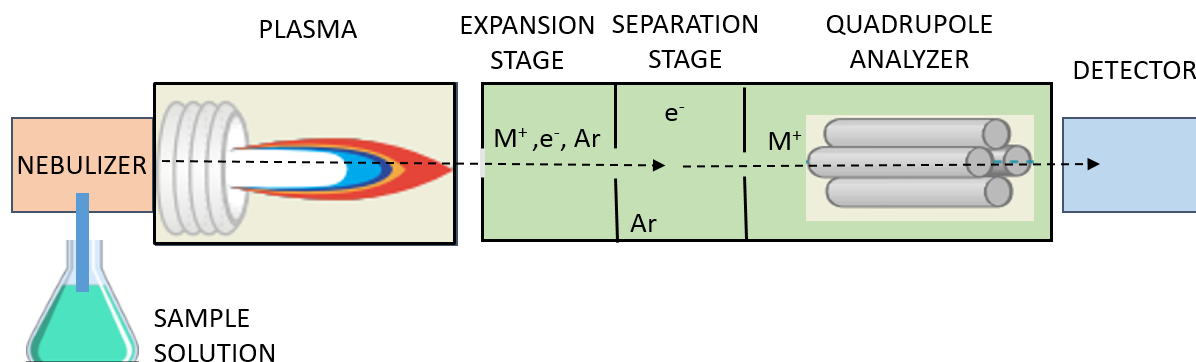 PLASMA
EXPANSION
STAGE
SEPARATION
STAGE
QUADRUPOLE
ANALYZER
DETECTOR
NEBULIZER
M⁺ ,e⁻, Ar
e⁻
Ar
M⁺
SAMPLE
SOLUTION